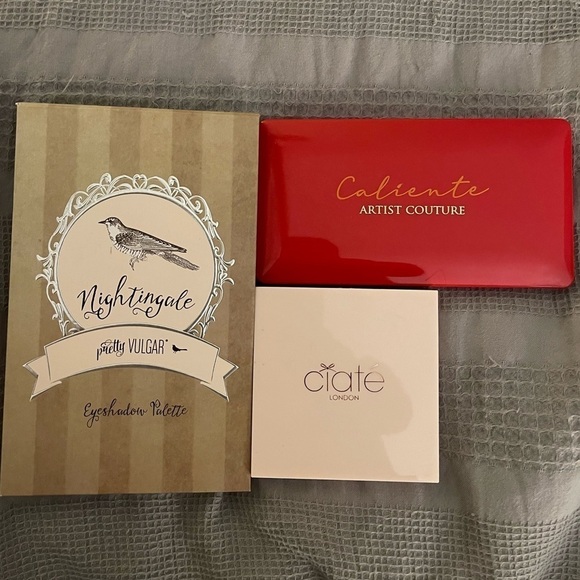 Nightingale
pretty VULGAR
Eyeshadow Palette
Caliente
ARTIST COUTURE
ciaté
LONDON